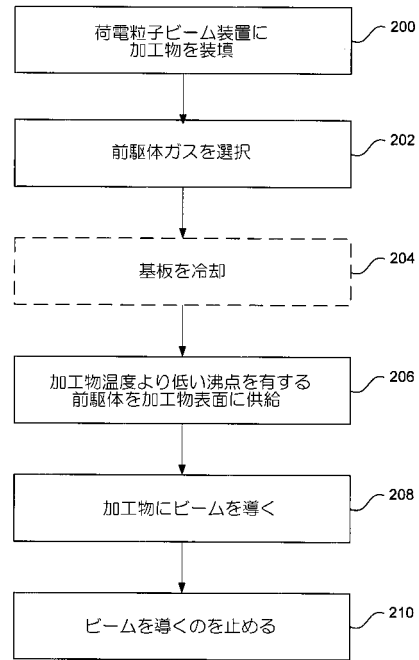 荷電粒子ビーム装置に
加工物を装填
200
前駆体ガスを選択
202
基板を冷却
204
加工物温度より低い沸点を有する
前駆体を加工物表面に供給
206
加工物にビームを導く
208
ビームを導くのを止める
210